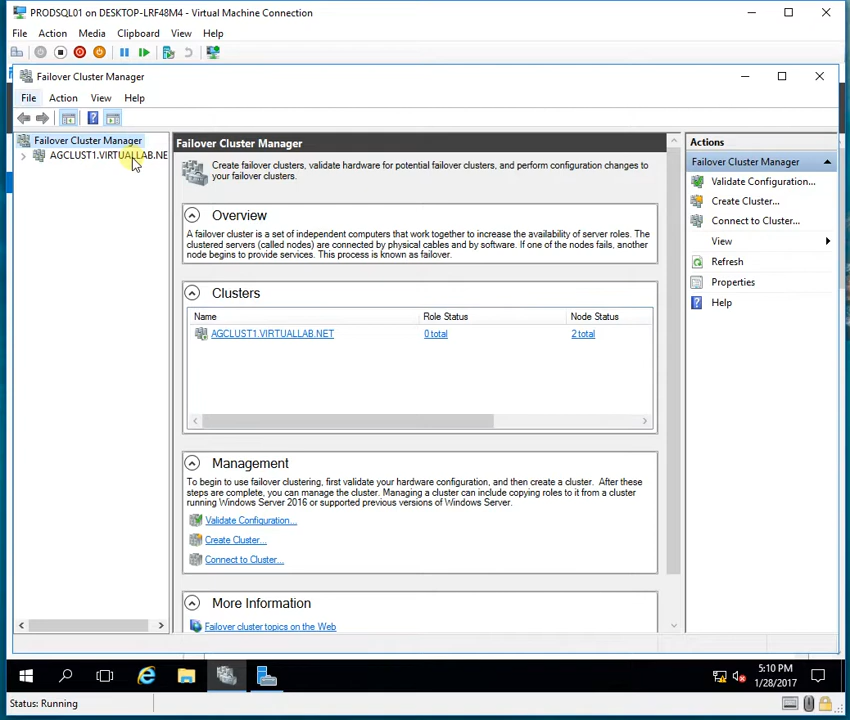 PRODSQL01 on DESKTOP-LRF48M4 - Virtual Machine Connection
File Action Media Clipboard View Help
Failover Cluster Manager
File Action View Help
Failover Cluster Manager
AGCLUST1.VIRTUALLAB.NE
Failover Cluster Manager
Create failover clusters, validate hardware for potential failover clusters, and perform configuration changes to
your failover clusters.
Overview
A failover cluster is a set of independent computers that work together to increase the availability of server roles. The
clustered servers (called nodes) are connected by physical cables and by software. If one of the nodes fails, another
node begins to provide services. This process is known as failover.
Clusters
Name Role Status Node Status
AGCLUST1.VIRTUALLAB.NET 0 total 2 total
Management
To begin to use failover clustering, first validate your hardware configuration, and then create a cluster. After these
steps are complete, you can manage the cluster. Managing a cluster can include copying roles to it from a cluster
running Windows Server 2016 or supported previous versions of Windows Server.
Validate Configuration...
Create Cluster...
Connect to Cluster...
More Information
Failover cluster topics on the Web
Actions
Failover Cluster Manager
Validate Configuration...
Create Cluster...
Connect to Cluster...
View
Refresh
Properties
Help
5:10 PM
1/28/2017
Status: Running